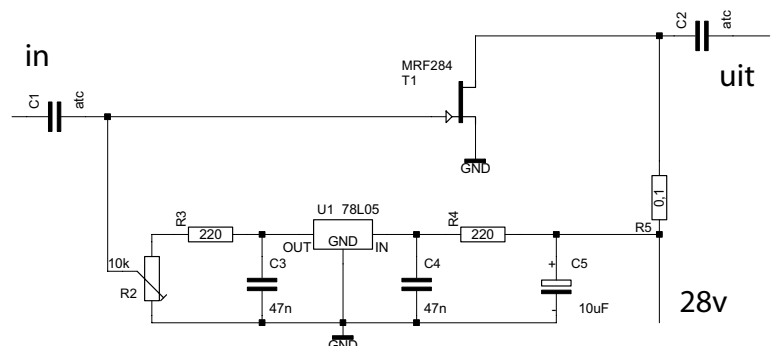 in
C1
atc
MRF284
T1
GND
C2
atc
uit
R3
220
U1 78L05
OUT
GND
IN
R4
220
0,1
R5
10k
R2
C3
47n
C4
47n
+
C5
-
10uF
28v
GND